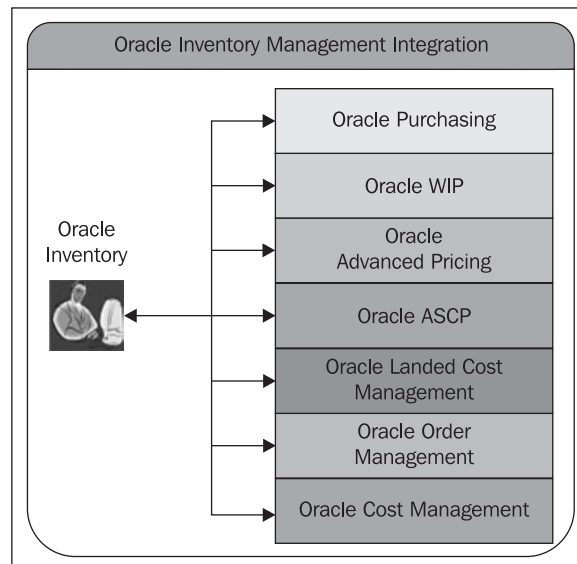 Oracle Inventory Management Integration
Oracle Purchasing
Oracle WIP
Oracle
Inventory
Oracle
Advanced Pricing
Oracle ASCP
Oracle Landed Cost
Management
Oracle Order
Management
Oracle Cost Management